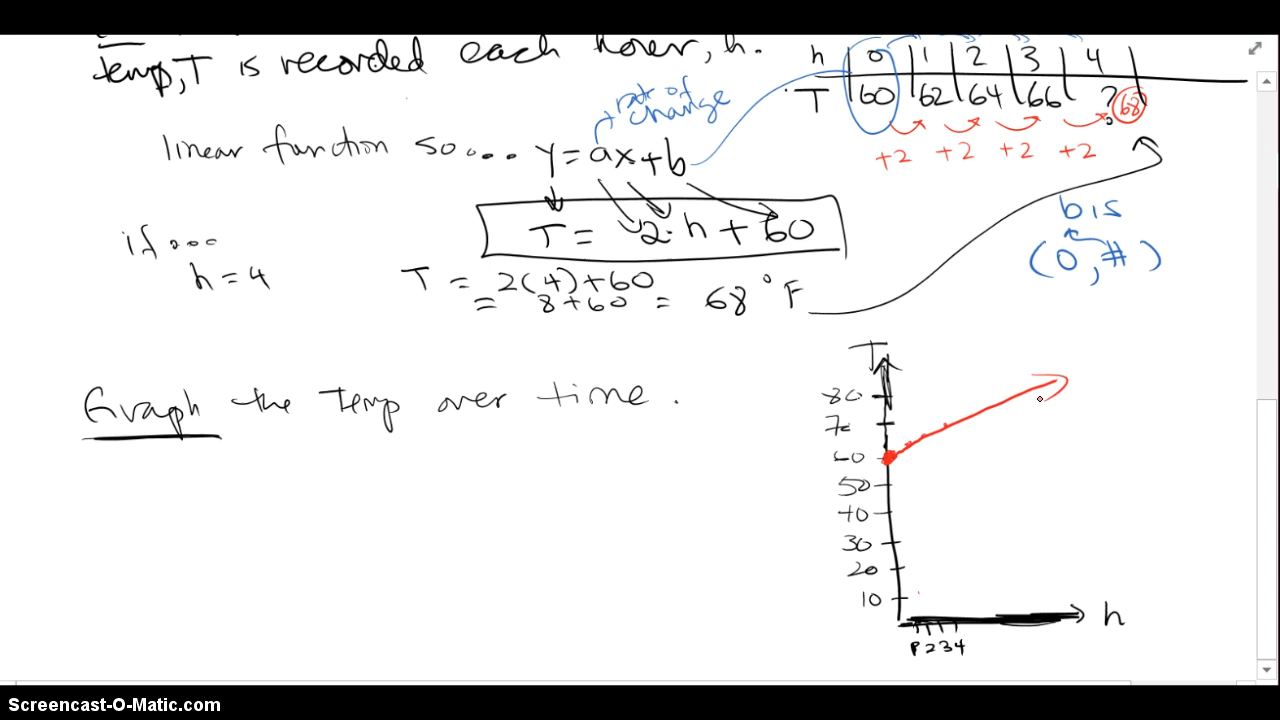 temp, T is recorded each hour, h.
h | 0 | 1 | 2 | 3 | 4 |
T | 60 | 62 | 64 | 66 | ? 68
+2 +2 +2 +2
rate of
change
linear function so.... y = ax + b
T = 2·h + 60
b is
(0, #)
if ...
h = 4
T = 2(4)+60
= 8+60 = 68°F
Graph the Temp over time.
T
80
70
60
50
40
30
20
10
h
2 3 4
Screencast-O-Matic.com